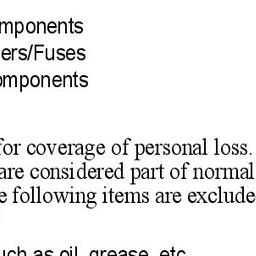 mponents
ers/Fuses
omponents
for coverage of personal loss.
are considered part of normal
e following items are exclude
uch as oil, grease, etc